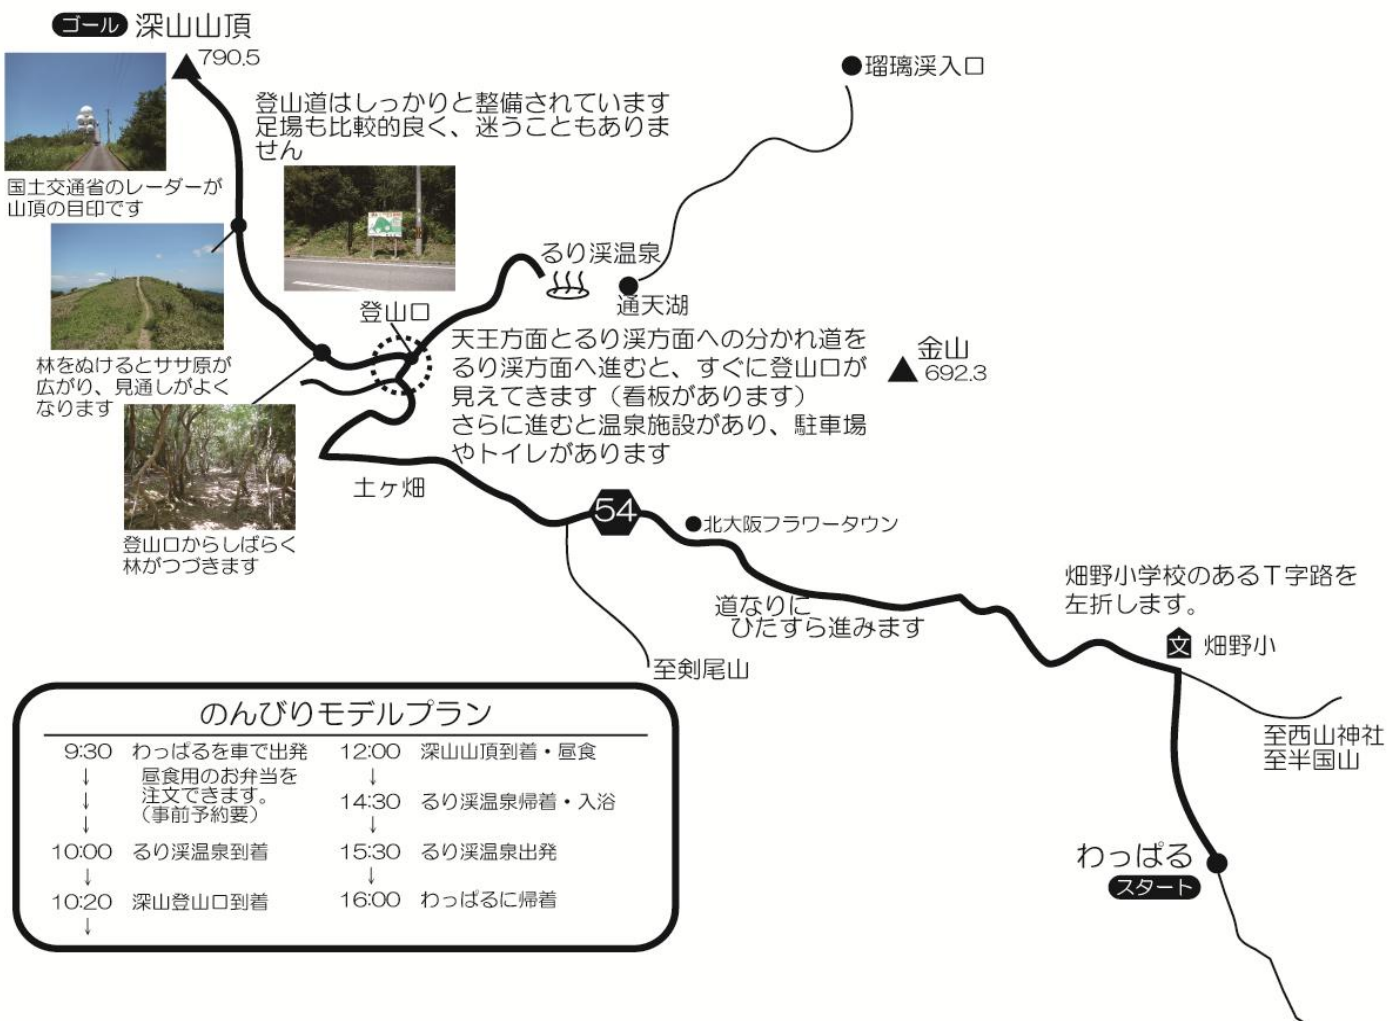 ゴール 深山山頂
790.5
瑠璃渓入口
登山道はしっかりと整備されています
足場も比較的良く、迷うこともありま
せん
国土交通省のレーダーが
山頂の目印です
るり渓温泉
通天湖
登山口
林をぬけるとササ原が
広がり、見通しがよく
なります
天王方面とるり渓方面への分かれ道を
るり渓方面へ進むと、すぐに登山口が
見えてきます（看板があります）
さらに進むと温泉施設があり、駐車場
やトイレがあります
金山
692.3
土ヶ畑
登山口からしばらく
林がつづきます
54
北大阪フラワータウン
道なりに
ひたすら進みます
畑野小学校のあるT字路を
左折します。
文 畑野小
至剣尾山
至西山神社
至半国山
わっぱる
スタート
のんびりモデルプラン
9:30 わっぱるを車で出発
↓ 昼食用のお弁当を
↓ 注文できます。
↓ （事前予約要）
10:00 るり渓温泉到着
↓
10:20 深山登山口到着
↓
12:00 深山山頂到着・昼食
↓
14:30 るり渓温泉帰着・入浴
↓
15:30 るり渓温泉出発
↓
16:00 わっぱるに帰着